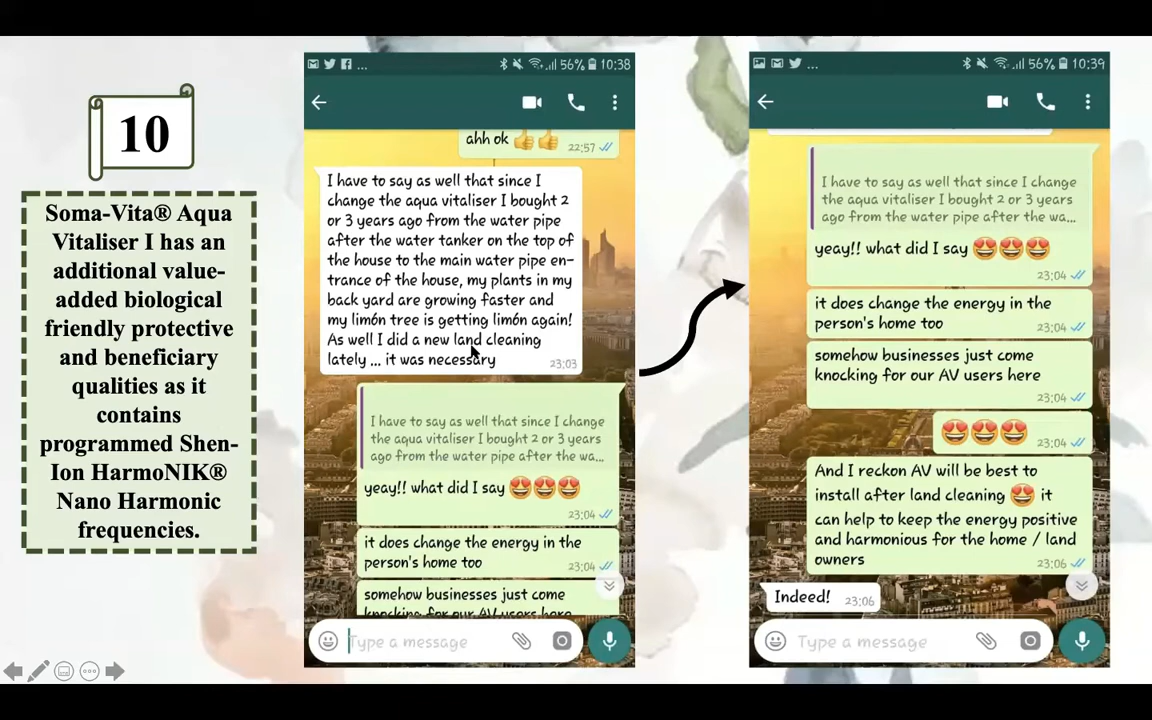 10
Soma-Vita® Aqua
Vitaliser I has an
additional value-
added biological
friendly protective
and beneficiary
qualities as it
contains
programmed Shen-
Ion HarmoNIK®
Nano Harmonic
frequencies.
... 56% 10:38
ahh ok 👍👍 22:57
I have to say as well that since I
change the aqua vitaliser I bought 2
or 3 years ago from the water pipe
after the water tanker on the top of
the house to the main water pipe en-
trance of the house, my plants in my
back yard are growing faster and
my limón tree is getting limón again!
As well I did a new land cleaning
lately ... it was necessary 23:03
I have to say as well that since I change
the aqua vitaliser I bought 2 or 3 years
ago from the water pipe after the wa...
yeay!! what did I say 😍😍😍
23:04
it does change the energy in the
person's home too 23:04
somehow businesses just come
knocking for our AV users here
Type a message
... 56% 10:39
I have to say as well that since I change
the aqua vitaliser I bought 2 or 3 years
ago from the water pipe after the wa...
yeay!! what did I say 😍😍😍
23:04
it does change the energy in the
person's home too 23:04
somehow businesses just come
knocking for our AV users here
23:04
😍😍😍 23:04
And I reckon AV will be best to
install after land cleaning 😍 it
can help to keep the energy positive
and harmonious for the home / land
owners 23:06
Indeed! 23:06
Type a message